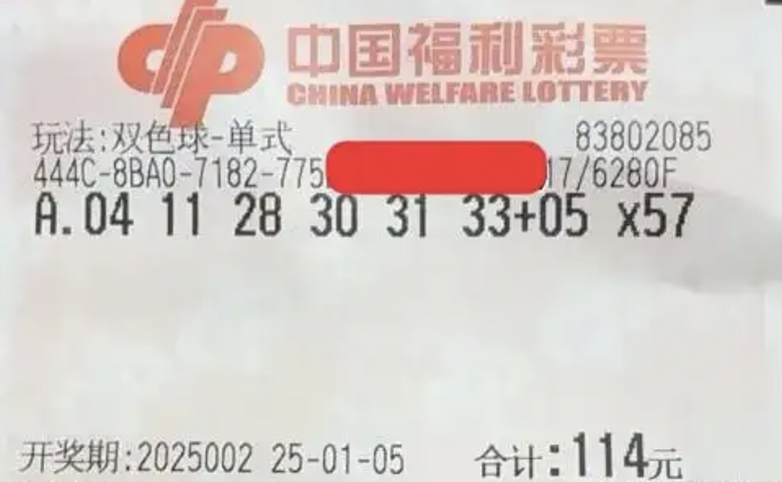 中国福利彩票
CHINA WELFARE LOTTERY
玩法:双色球-单式 83802085
444C-8BA0-7182-775 17/6280F
A.04 11 28 30 31 33+05 x57
开奖期:2025002 25-01-05 合计:114元